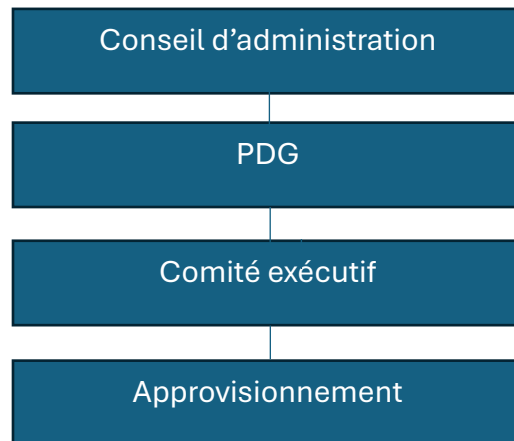 Conseil d’administration
PDG
Comité exécutif
Approvisionnement